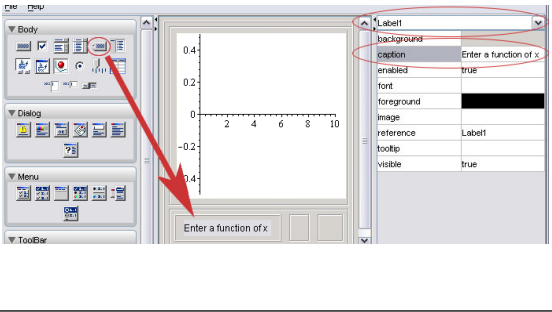 File Help
Body
Dialog
Menu
ToolBar
0.4
0.2
0
2 4 6 8 10
-0.2
0.4
Enter a function of x
Label1
background
caption Enter a function of x
enabled true
font
foreground
image
reference Label1
tooltip
visible true